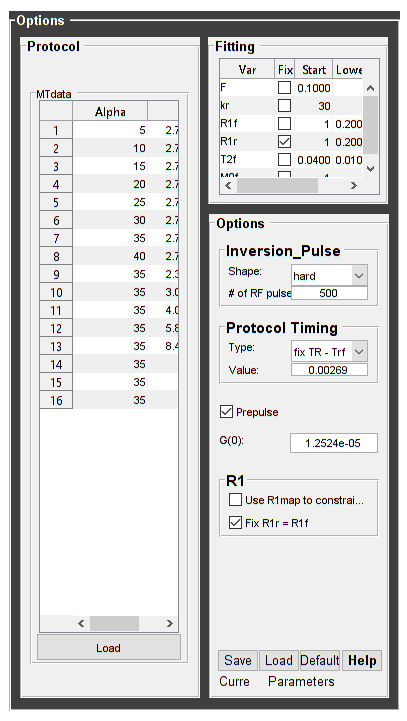 Options
Protocol
MTdata
Alpha
1 5 2.7
2 10 2.7
3 15 2.7
4 20 2.7
5 25 2.7
6 30 2.7
7 35 2.7
8 40 2.7
9 35 2.3
10 35 3.0
11 35 4.0
12 35 5.8
13 35 8.4
14 35
15 35
16 35
Load
Fitting
Var Fix Start Lowe
F 0.1000
kr 30
R1f 1 0.200
R1r 1 0.200
T2f 0.0400 0.010
Options
Inversion_Pulse
Shape: hard
# of RF pulse 500
Protocol Timing
Type: fix TR - Trf
Value: 0.00269
Prepulse
G(0): 1.2524e-05
R1
Use R1map to constrai...
Fix R1r = R1f
Save Load Default Help
Curre Parameters